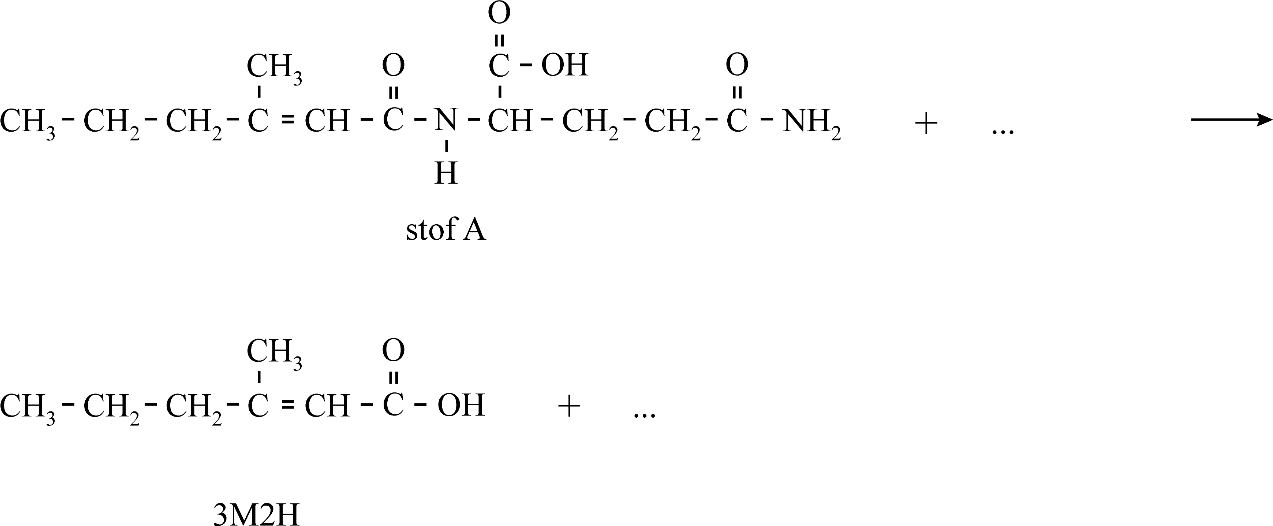 O
CH3 O C – OH O
CH3 – CH2 – CH2 – C = CH – C – N – CH – CH2 – CH2 – C – NH2 + ... →
H
stof A
CH3 O
CH3 – CH2 – CH2 – C = CH – C – OH + ...
3M2H